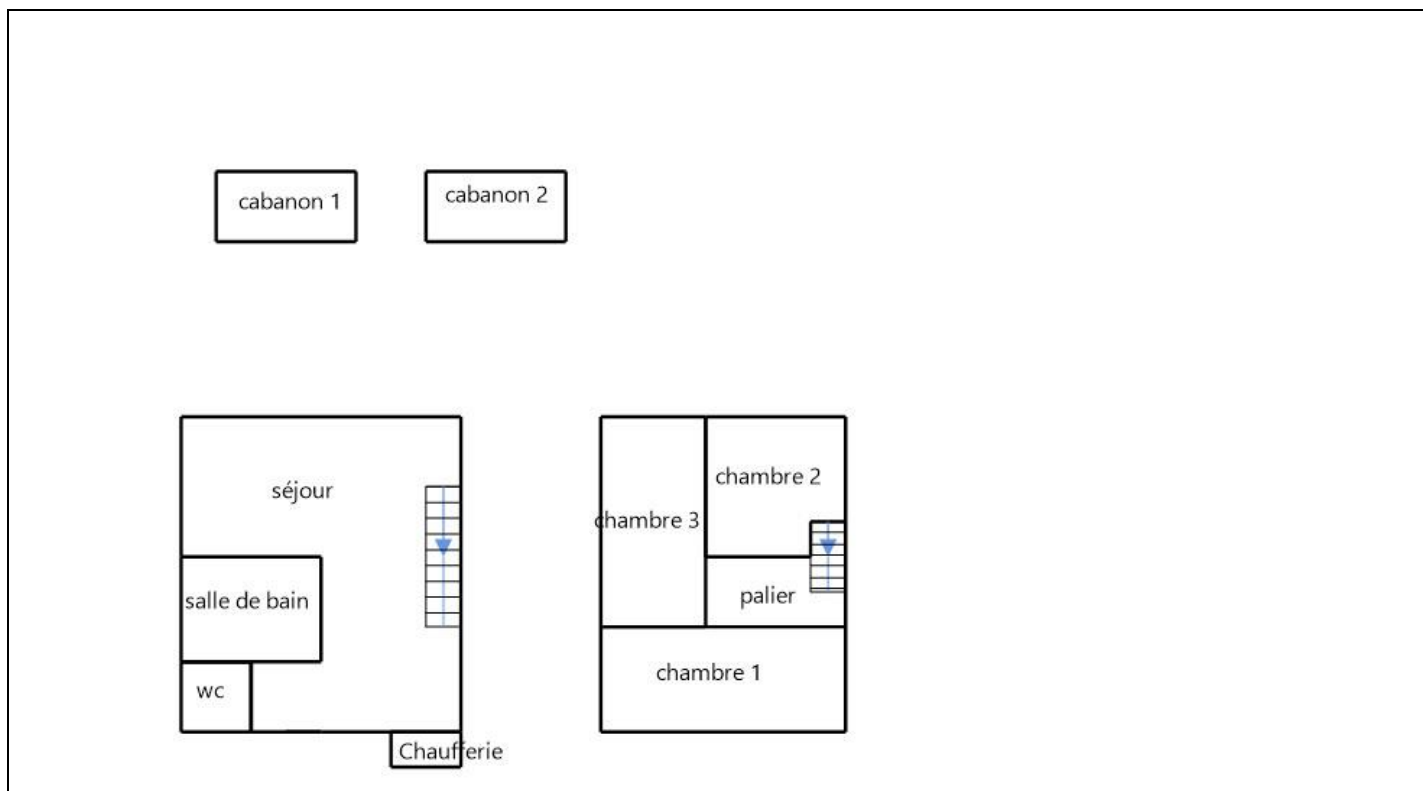 cabanon 1
cabanon 2
séjour
salle de bain
wc
Chaufferie
chambre 2
chambre 3
palier
chambre 1